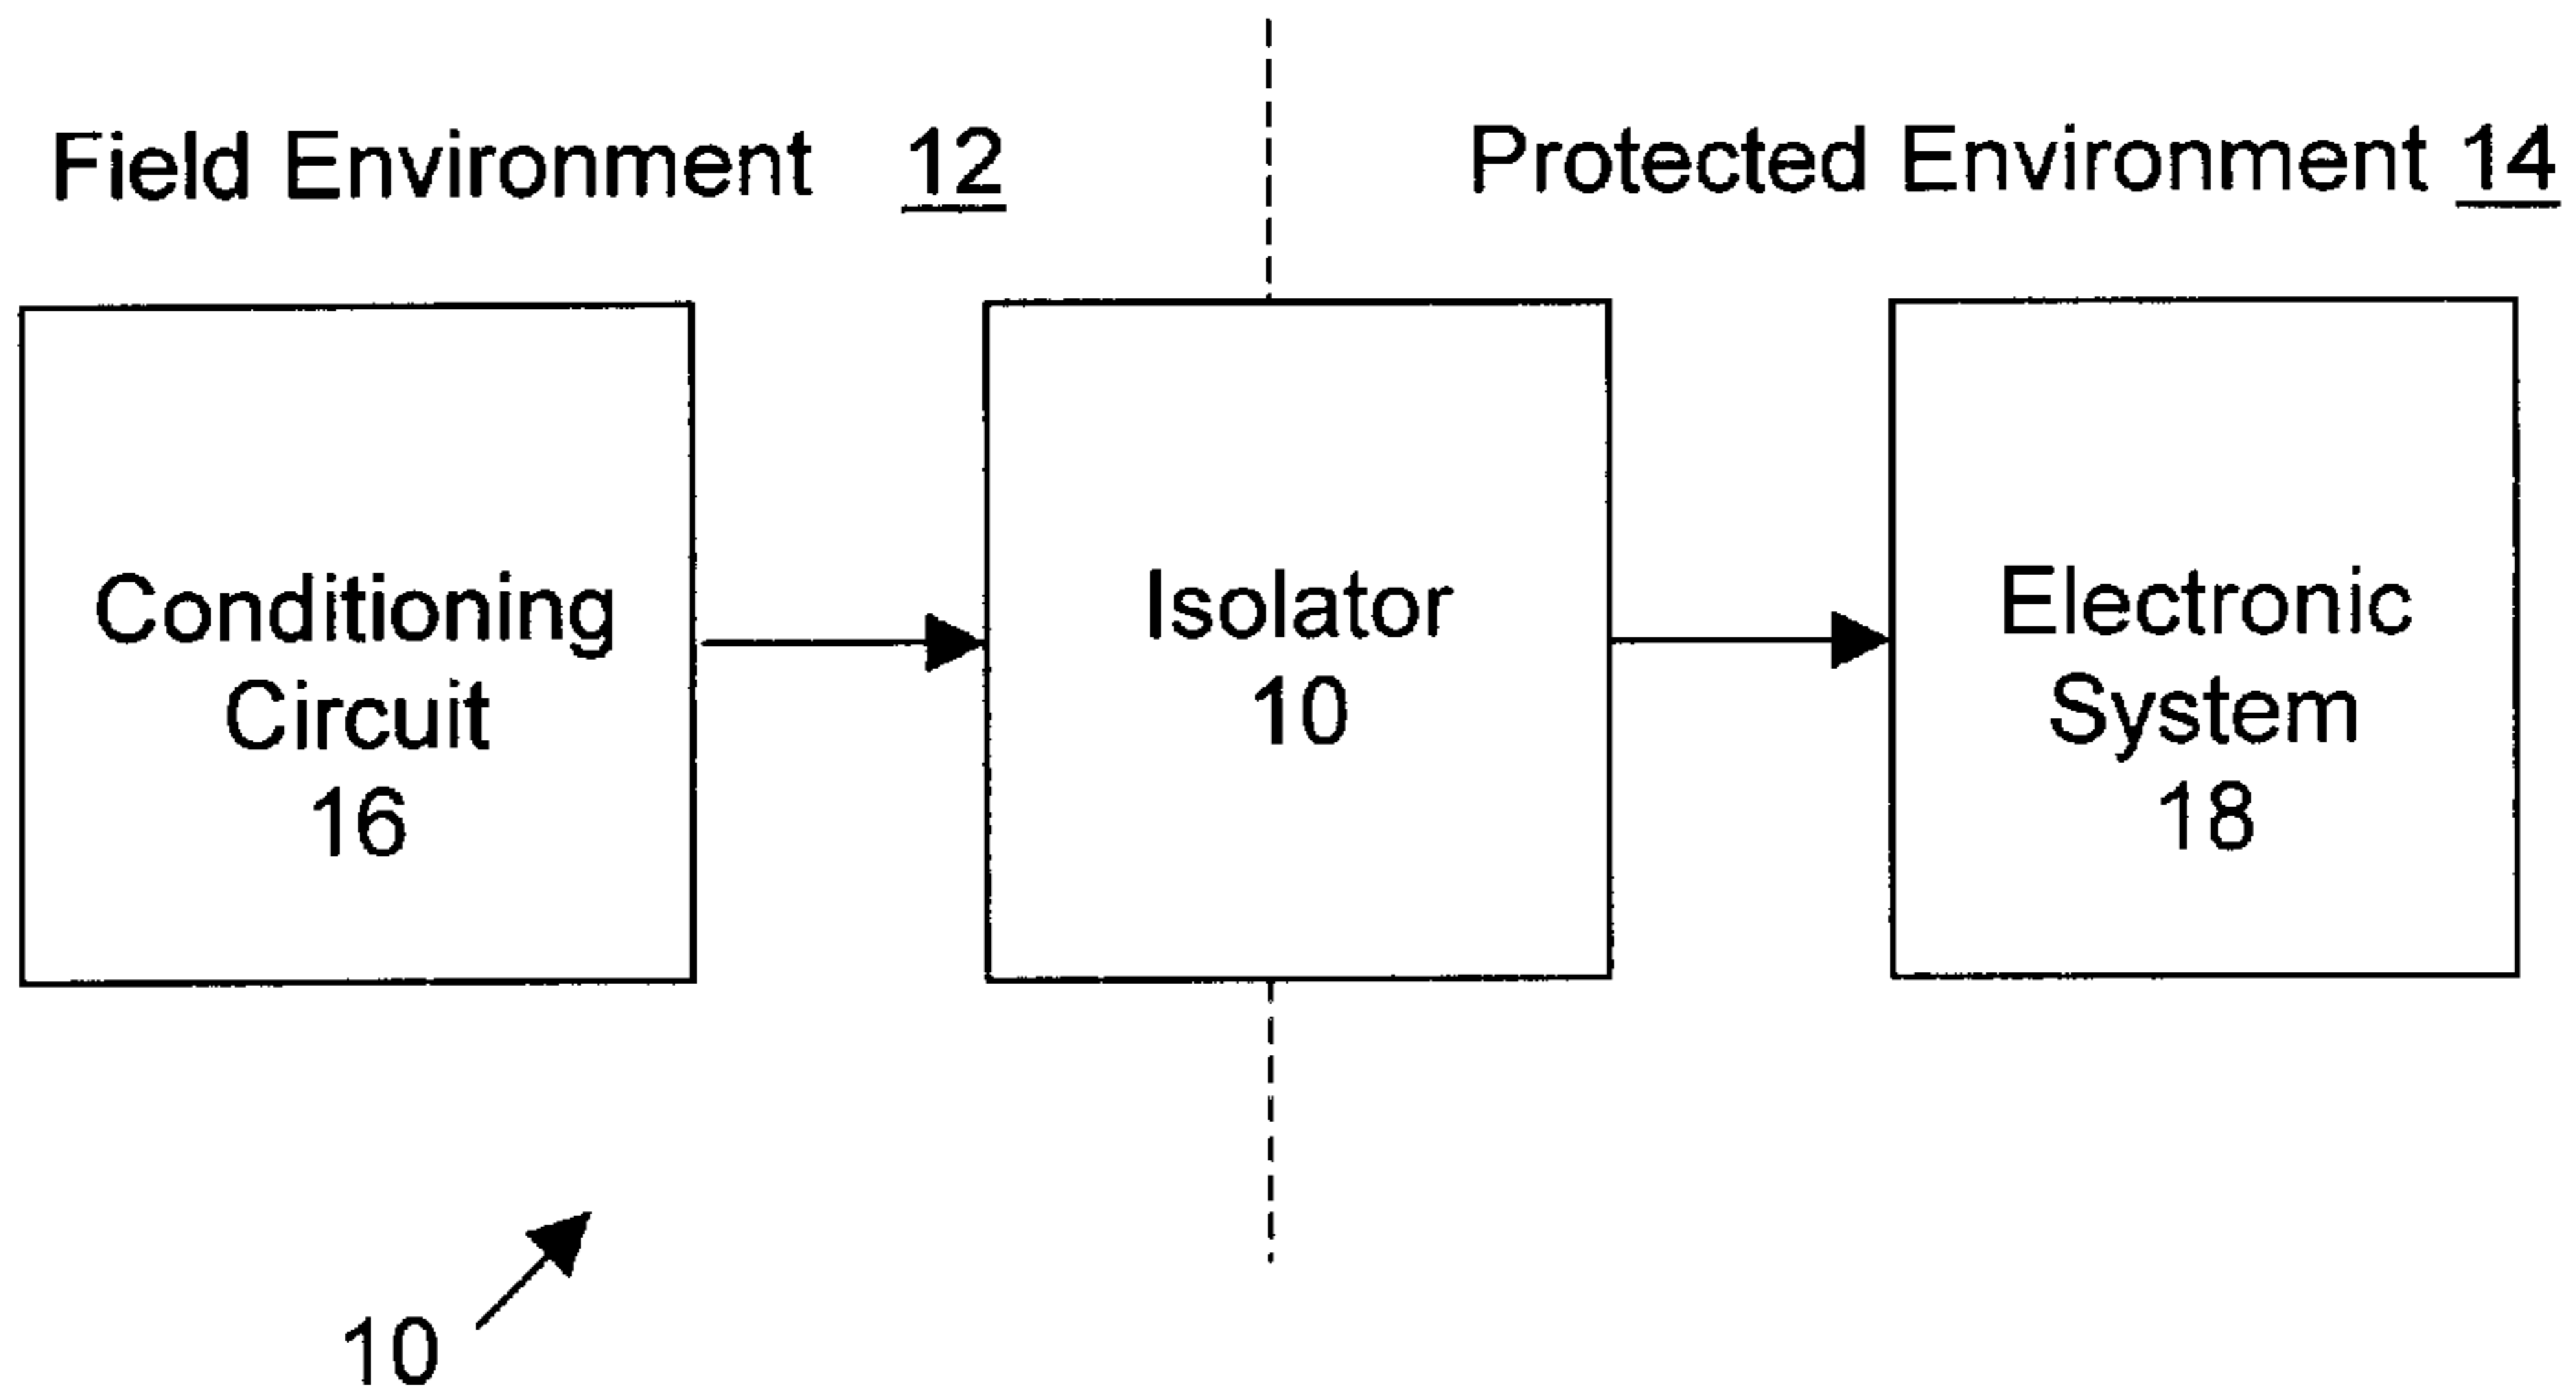 Field Environment 12
Protected Environment 14
Conditioning
Circuit
16
Isolator
10
Electronic
System
18
10